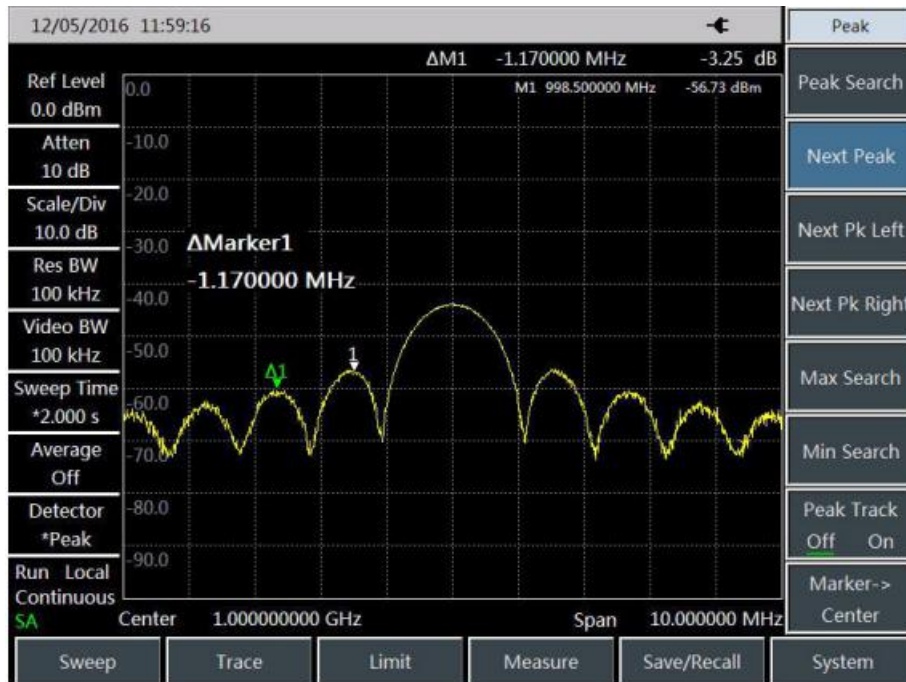 12/05/2016 11:59:16
Peak
ΔM1 -1.170000 MHz -3.25 dB
M1 998.500000 MHz -56.73 dBm
Ref Level
0.0 dBm
Atten
10 dB
Scale/Div
10.0 dB
Res BW
100 kHz
Video BW
100 kHz
Sweep Time
*2.000 s
Average
Off
Detector
*Peak
Run Local
Continuous
SA
0.0
-10.0
-20.0
-30.0
-40.0
-50.0
-60.0
-70.0
-80.0
-90.0
ΔMarker1
-1.170000 MHz
Δ1
1
Center 1.000000000 GHz Span 10.000000 MHz
Peak Search
Next Peak
Next Pk Left
Next Pk Right
Max Search
Min Search
Peak Track
Off On
Marker->
Center
Sweep Trace Limit Measure Save/Recall System